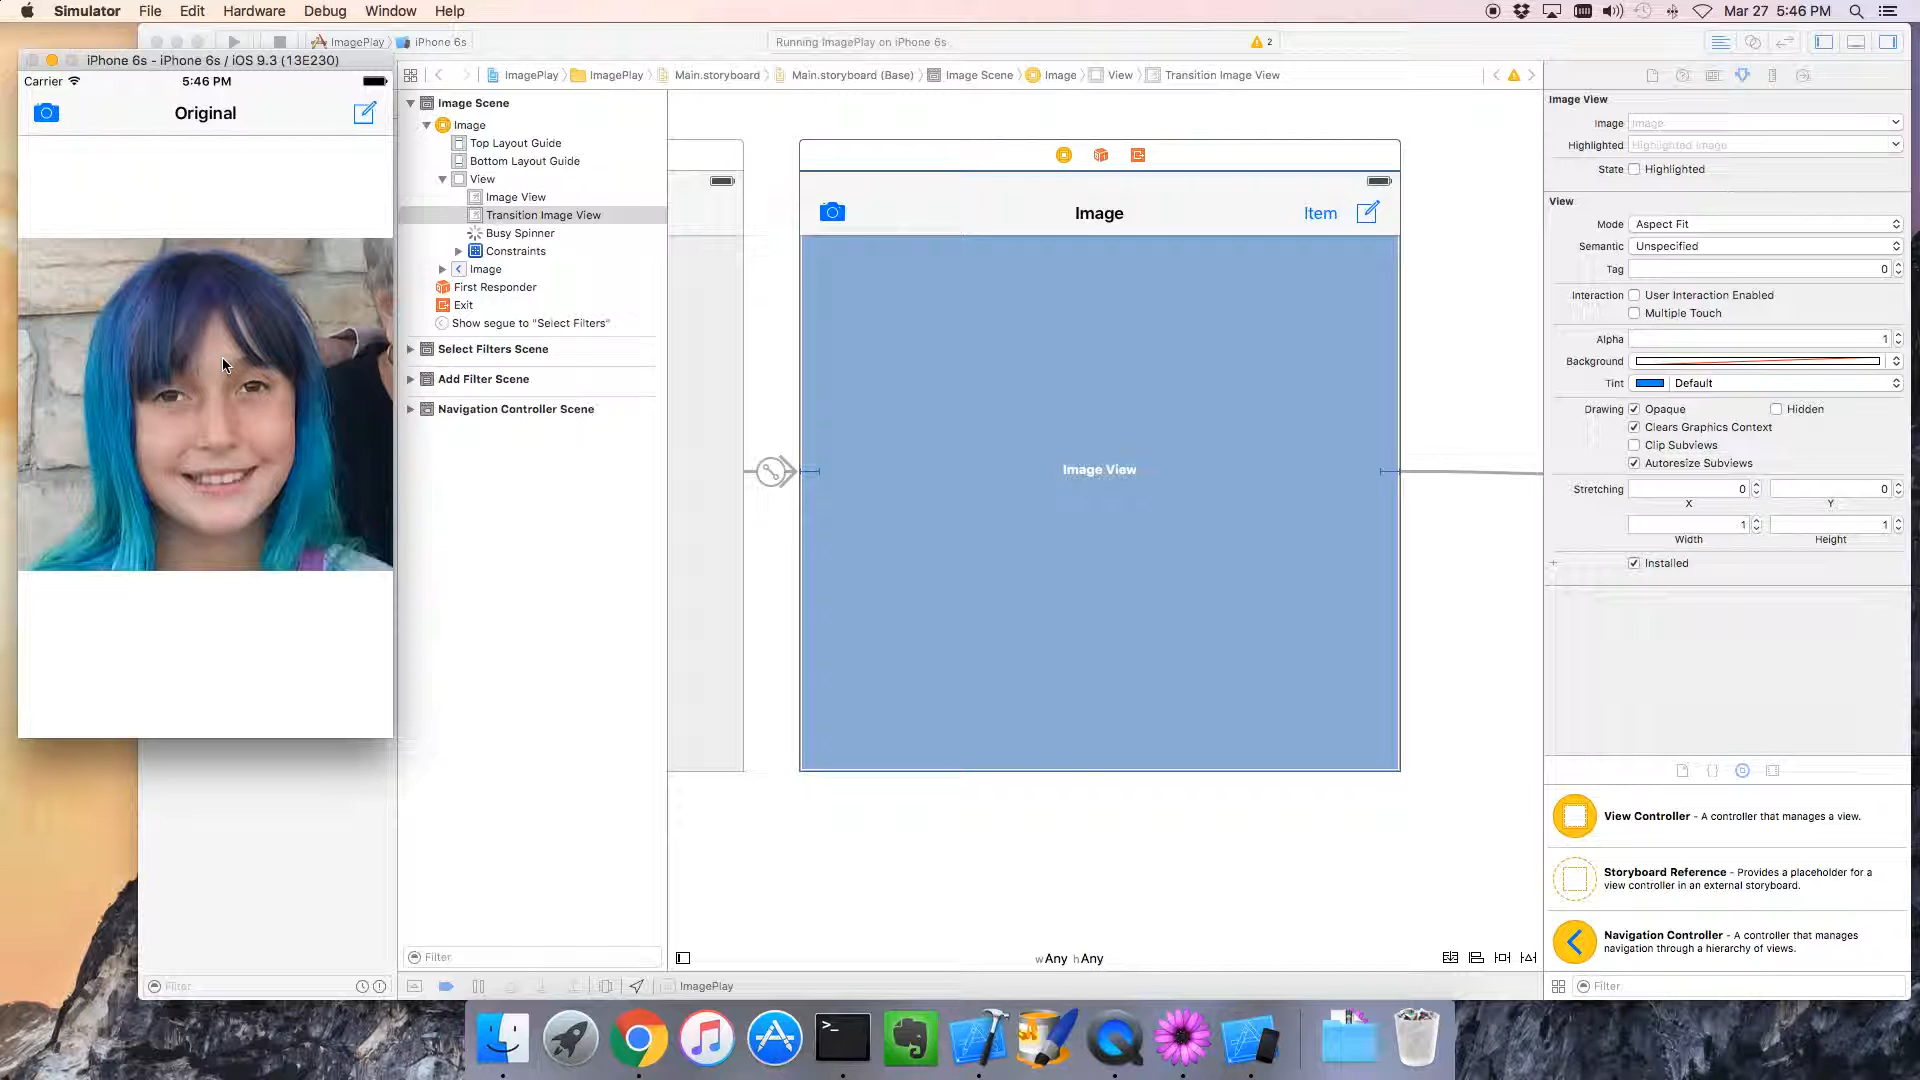 Simulator File Edit Hardware Debug Window Help Mar 27 5:46 PM
ImagePlay iPhone 6s Running ImagePlay on iPhone 6s 2
iPhone 6s - iPhone 6s / iOS 9.3 (13E230)
Carrier 5:46 PM
Original
ImagePlay ImagePlay Main.storyboard Main.storyboard (Base) Image Scene Image View Transition Image View
Image Scene
Image
Top Layout Guide
Bottom Layout Guide
View
Image View
Transition Image View
Busy Spinner
Constraints
Image
First Responder
Exit
Show segue to "Select Filters"
Select Filters Scene
Add Filter Scene
Navigation Controller Scene
Filter
Filter
Image
Item
Image View
wAny hAny
ImagePlay
Image View
Image Image
Highlighted Highlighted Image
State Highlighted
View
Mode Aspect Fit
Semantic Unspecified
Tag 0
Interaction User Interaction Enabled
Multiple Touch
Alpha 1
Background
Tint Default
Drawing Opaque Hidden
Clears Graphics Context
Clip Subviews
Autoresize Subviews
Stretching 0 0
X Y
1 1
Width Height
Installed
View Controller - A controller that manages a view.
Storyboard Reference - Provides a placeholder for a
view controller in an external storyboard.
Navigation Controller - A controller that manages
navigation through a hierarchy of views.
Filter